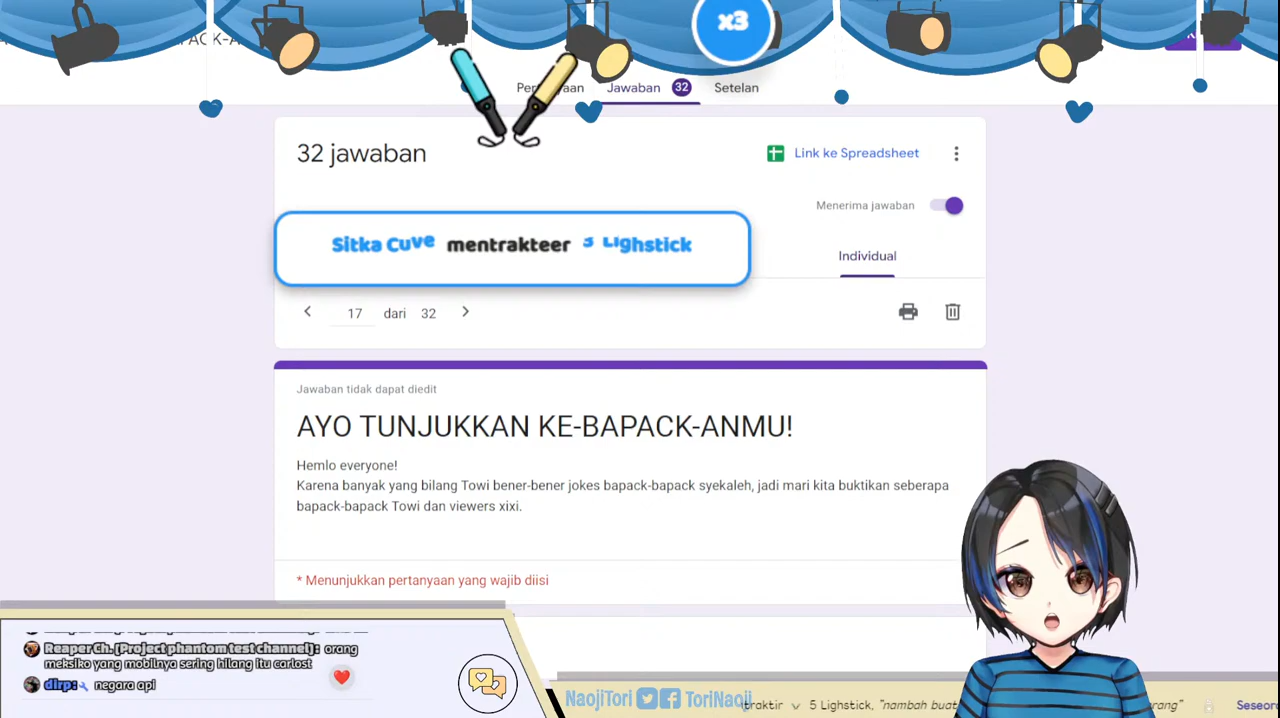 x3
Jawaban 32 Setelan
32 jawaban
Link ke Spreadsheet
Menerima jawaban
Sitka Cuve mentrakteer Lighstick
Individual
17 dari 32
Jawaban tidak dapat diedit
AYO TUNJUKKAN KE-BAPACK-ANMU!
Hemlo everyone!
Karena banyak yang bilang Towi bener-bener jokes bapack-bapack syekaleh, jadi mari kita buktikan seberapa
bapack-bapack Towi dan viewers xixi.
* Menunjukkan pertanyaan yang wajib diisi
ReaperCh. [Project phantom test channel]: orang
meksiko yang mobilnya sering hilang itu carlost
dirp: negara api
NaojiTori ToriNaoji
traktir 5 Lighstick, "nambah buat